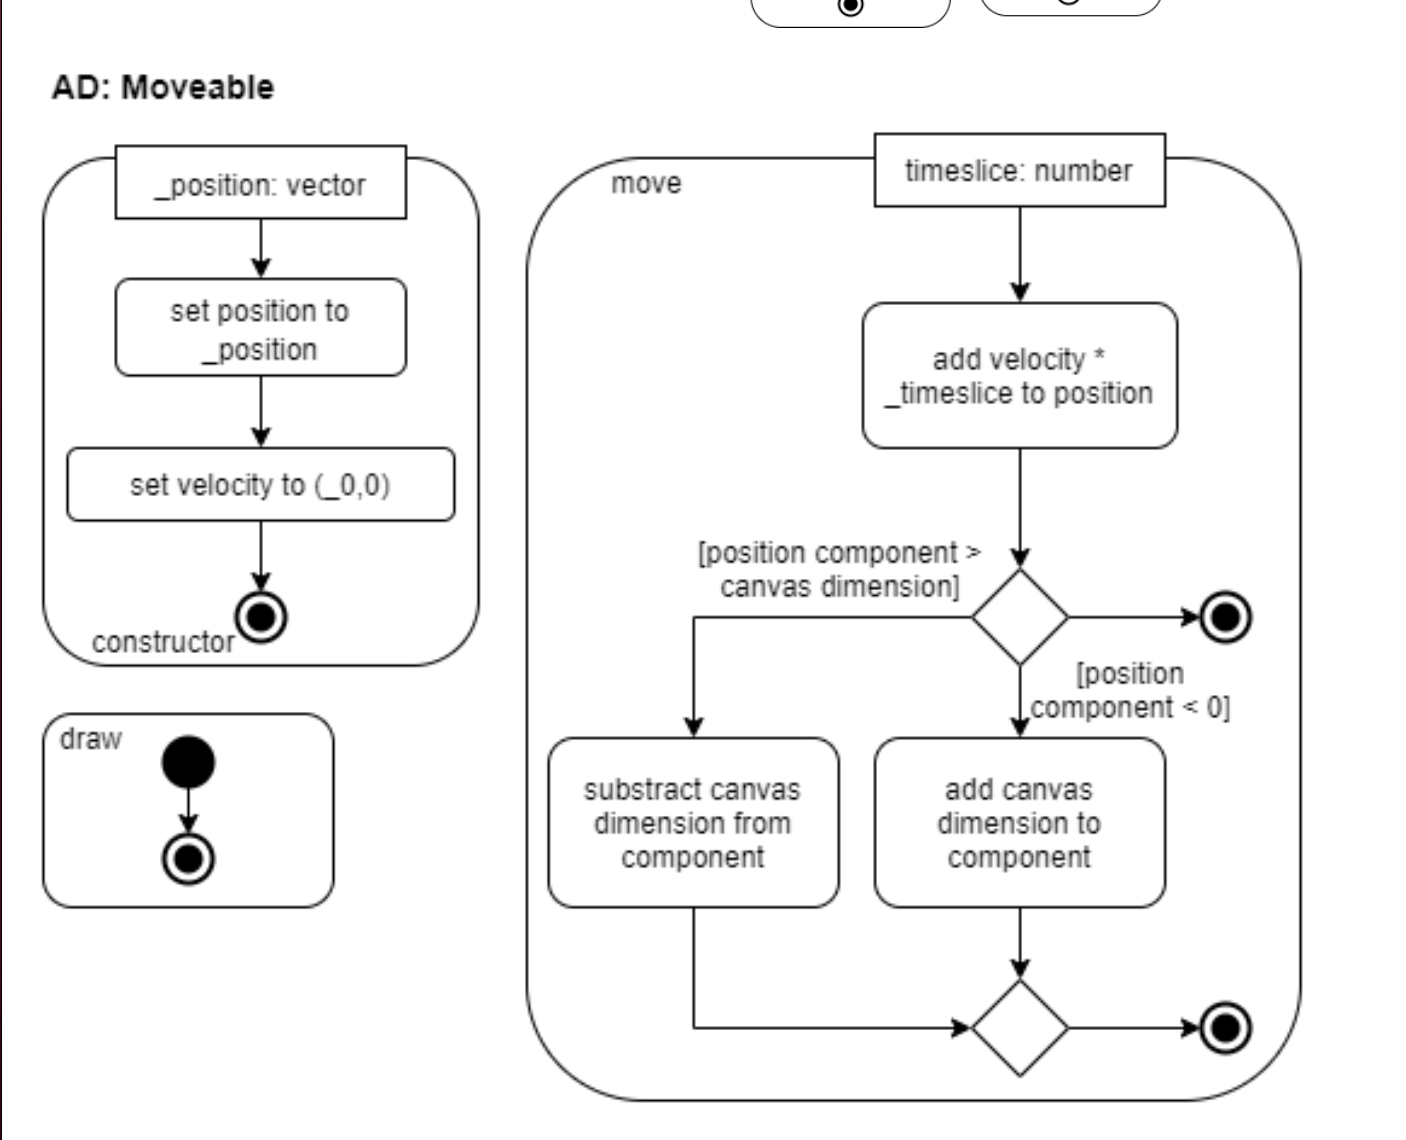 AD: Moveable
_position: vector
set position to
_position
set velocity to (_0,0)
constructor
draw
move
timeslice: number
add velocity *
_timeslice to position
[position component >
canvas dimension]
[position
component < 0]
substract canvas
dimension from
component
add canvas
dimension to
component